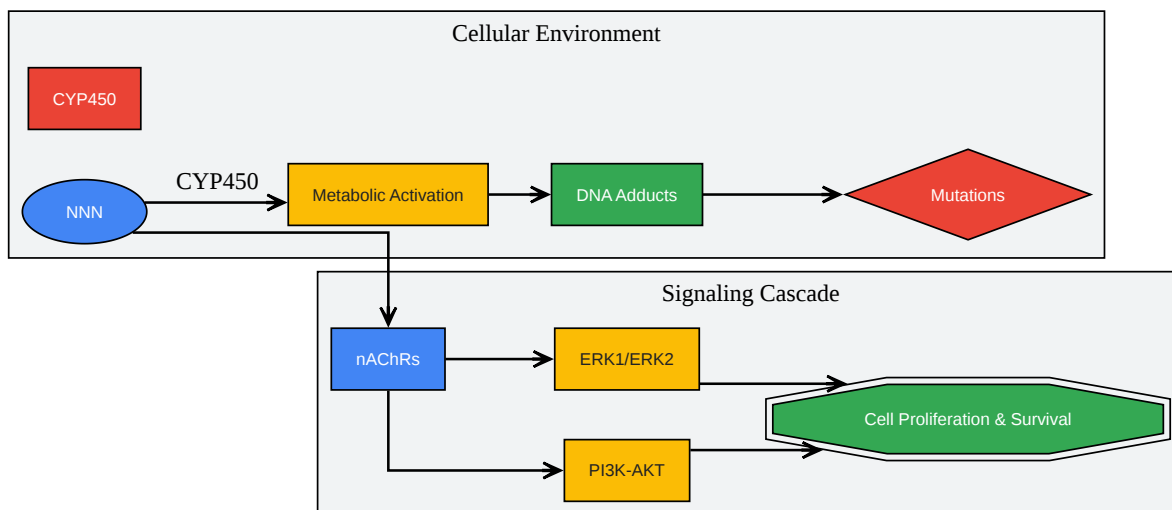 Cellular Environment
CYP450
CYP450
NNN
Metabolic Activation
DNA Adducts
Mutations
Signaling Cascade
nAChRs
ERK1/ERK2
Cell Proliferation & Survival
PI3K-AKT